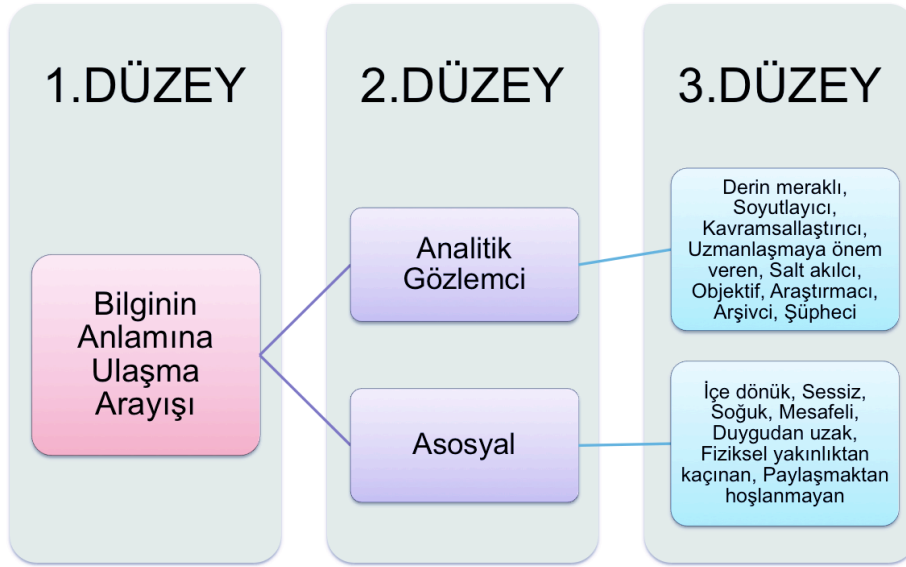 1.DÜZEY
2.DÜZEY
3.DÜZEY
Bilginin
Anlamına
Ulaşma
Arayışı
Analitik
Gözlemci
Asosyal
Derin meraklı,
Soyutlayıcı,
Kavramsallaştırıcı,
Uzmanlaşmaya önem
veren, Salt akılcı,
Objektif, Araştırmacı,
Arşivci, Şüpheci
İçe dönük, Sessiz,
Soğuk, Mesafeli,
Duygudan uzak,
Fiziksel yakınlıktan
kaçınan, Paylaşmaktan
hoşlanmayan